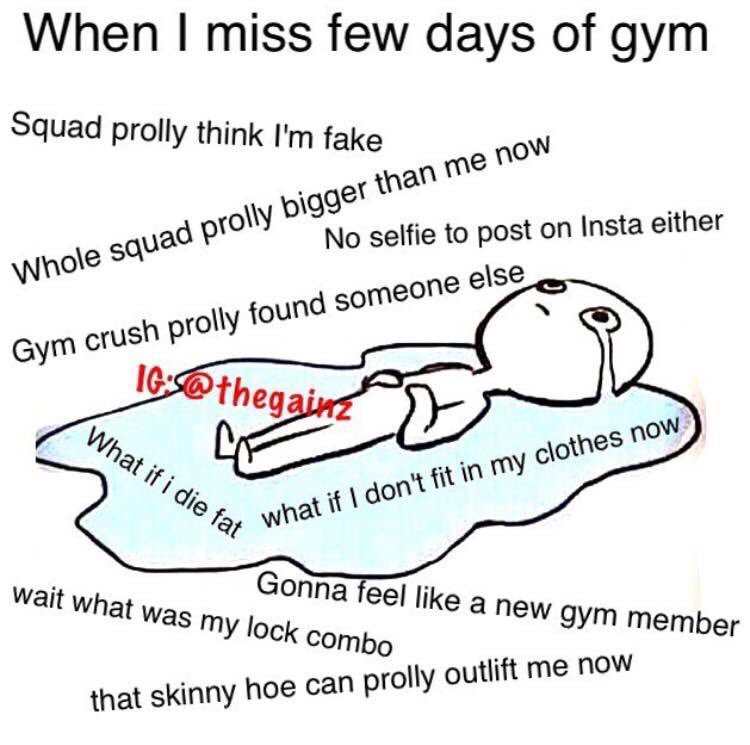 When I miss few days of gym
Squad prolly think I'm fake
Whole squad prolly bigger than me now
No selfie to post on Insta either
Gym crush prolly found someone else
IG:@thegainz
What if i die fat
what if I don't fit in my clothes now
Gonna feel like a new gym member
wait what was my lock combo
that skinny hoe can prolly outlift me now